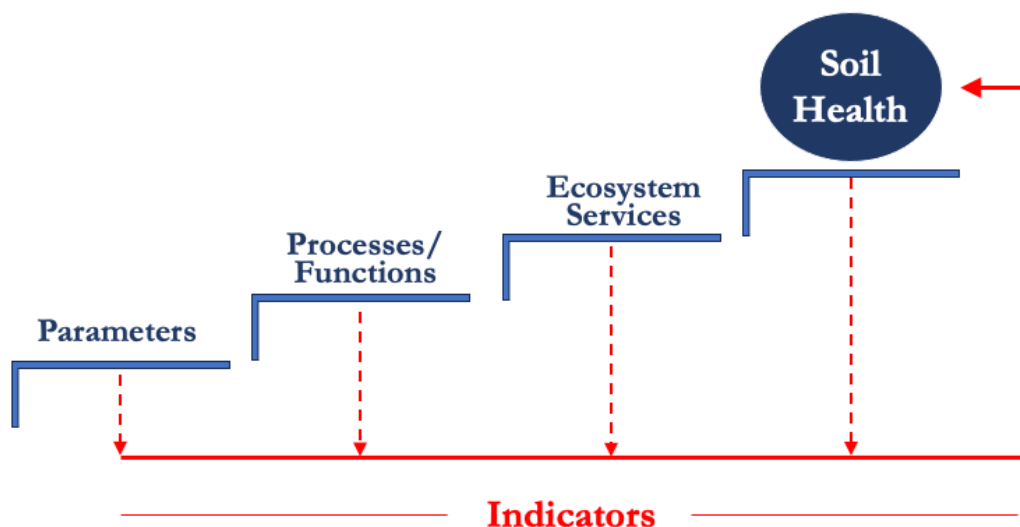 Soil
Health
Ecosystem
Services
Processes/
Functions
Parameters
Indicators